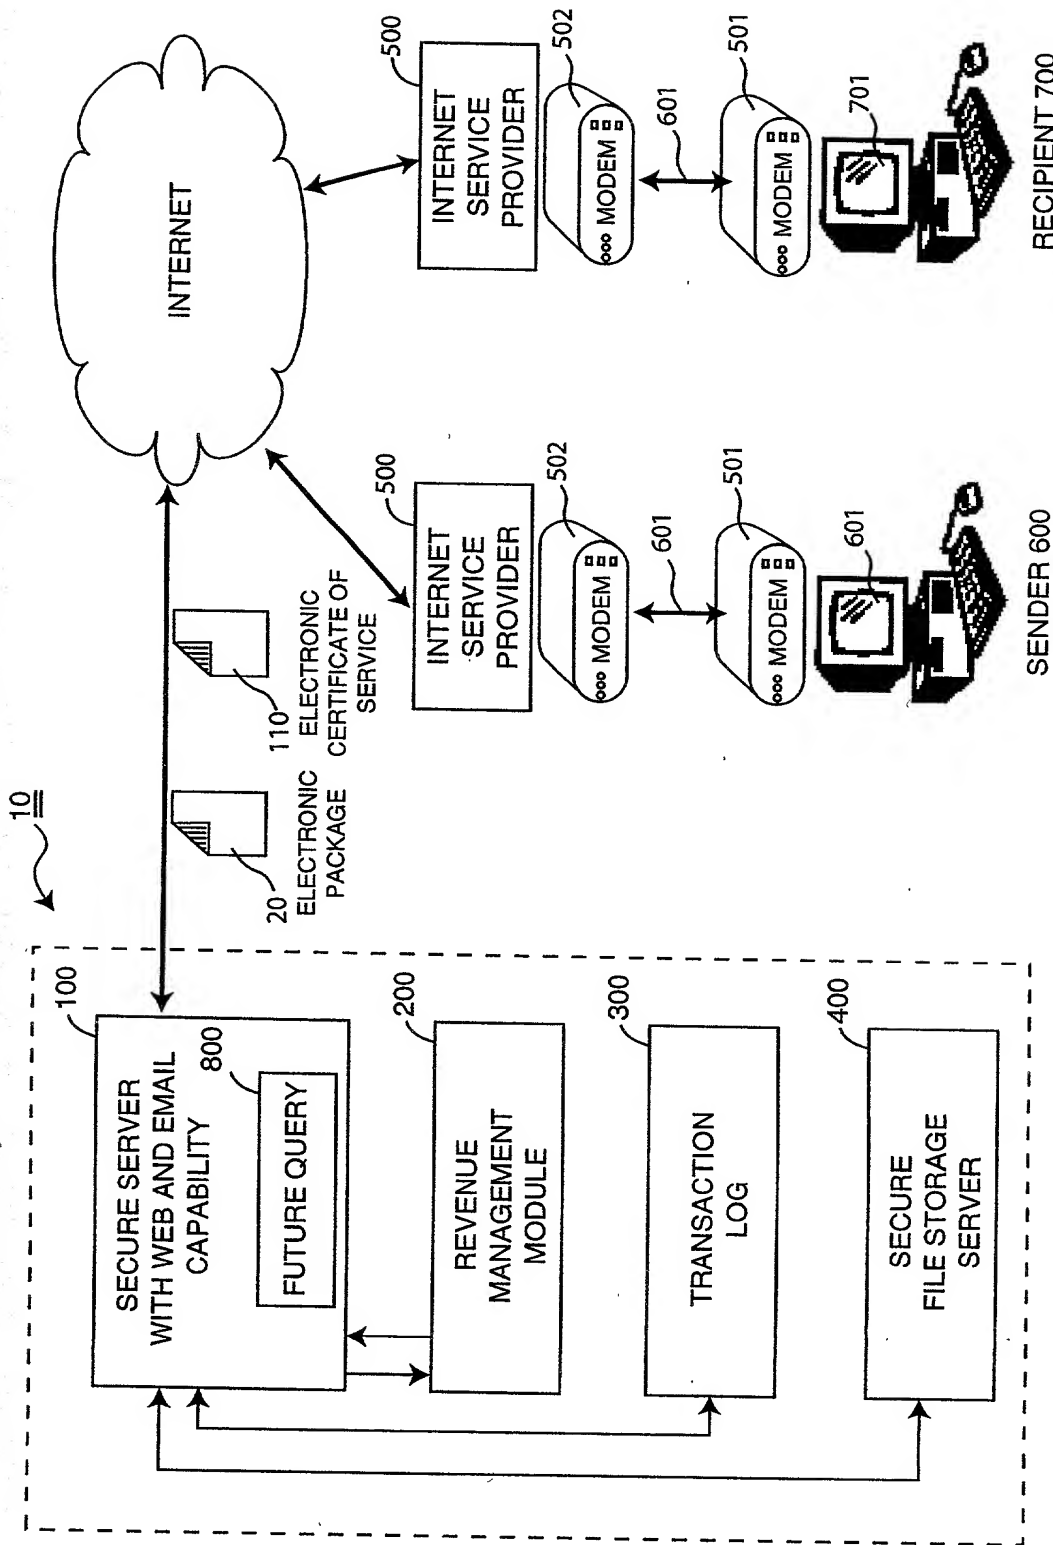 10
100
SECURE SERVER
WITH WEB AND EMAIL
CAPABILITY
800
FUTURE QUERY
200
REVENUE
MANAGEMENT
MODULE
300
TRANSACTION
LOG
400
SECURE
FILE STORAGE
SERVER
20
ELECTRONIC
PACKAGE
110
ELECTRONIC
CERTIFICATE OF
SERVICE
INTERNET
500
INTERNET
SERVICE
PROVIDER
502
MODEM
601
501
MODEM
601
SENDER 600
500
INTERNET
SERVICE
PROVIDER
502
MODEM
601
501
MODEM
701
RECIPIENT 700